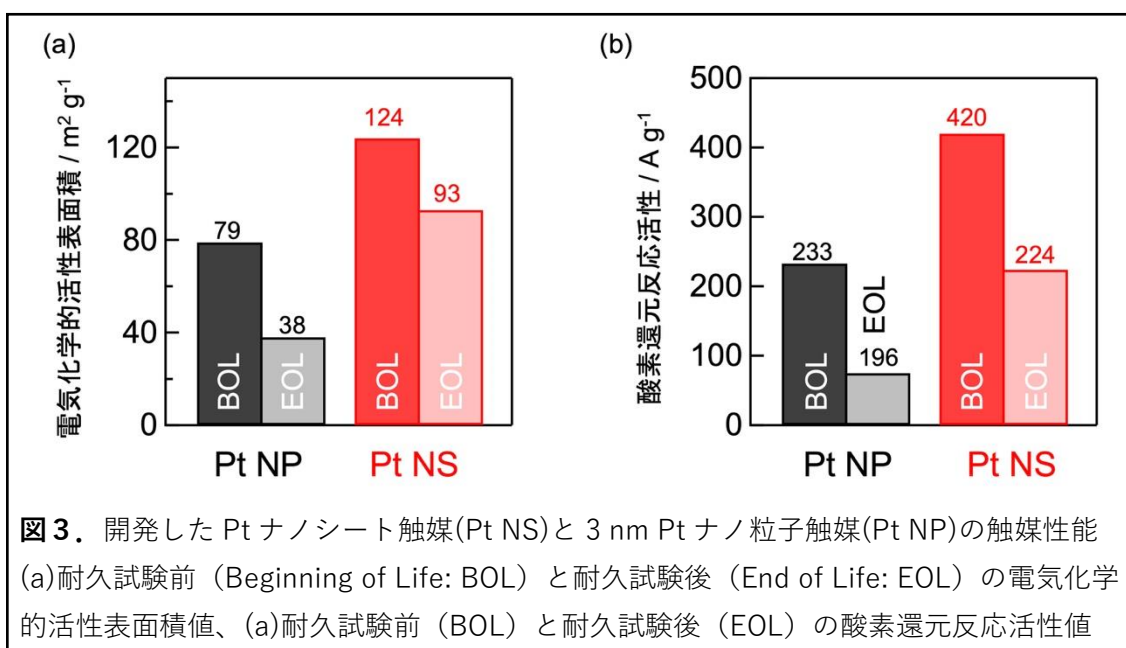 (a)
電気化学的活性表面積 / m² g⁻¹
120
80
40
0
79
38
124
93
BOL
EOL
BOL
EOL
Pt NP
Pt NS
(b)
酸素還元反応活性 / A g⁻¹
500
400
300
200
100
0
233
EOL
196
420
224
BOL
BOL
EOL
Pt NP
Pt NS
図3．開発した Pt ナノシート触媒(Pt NS)と 3 nm Pt ナノ粒子触媒(Pt NP)の触媒性能
(a)耐久試験前（Beginning of Life: BOL）と耐久試験後（End of Life: EOL）の電気化学
的活性表面積値、(a)耐久試験前（BOL）と耐久試験後（EOL）の酸素還元反応活性値